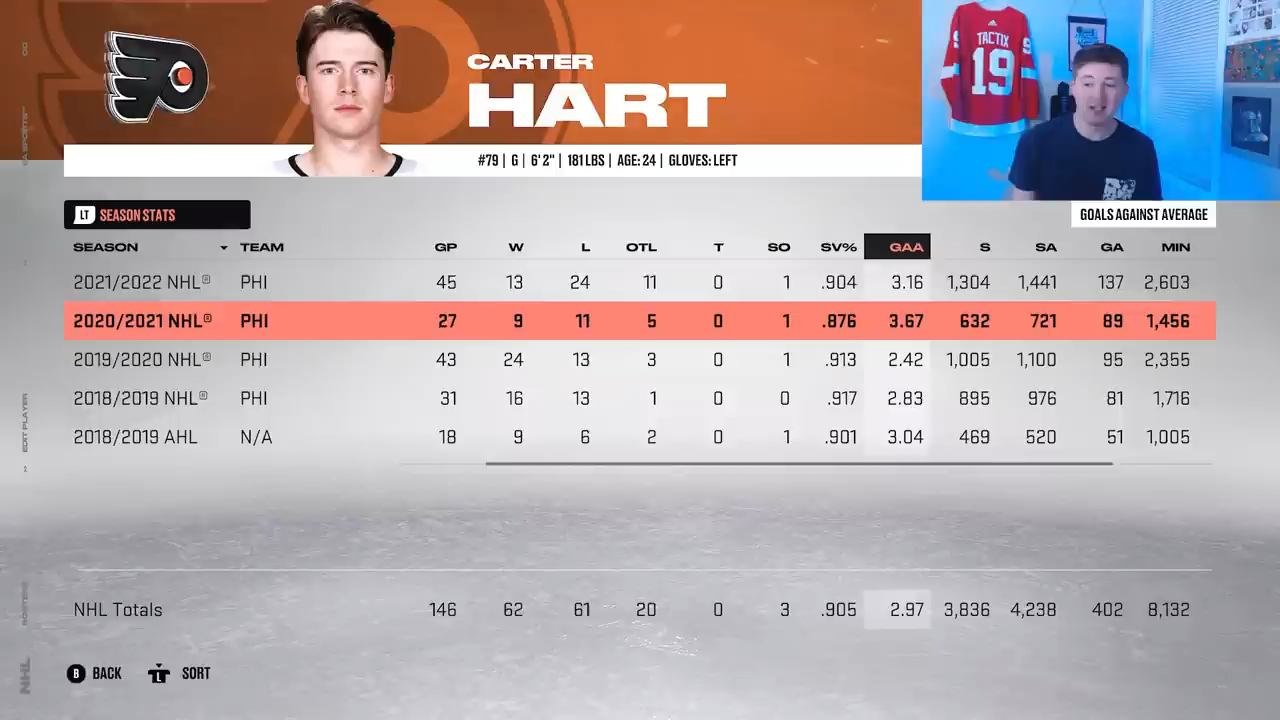 CARTER
HART
#79 | G | 6' 2" | 181 LBS | AGE: 24 | GLOVES: LEFT
TACTIX
19
LT SEASON STATS
GOALS AGAINST AVERAGE
SEASON TEAM GP W L OTL T SO SV% GAA S SA GA MIN
2021/2022 NHL® PHI 45 13 24 11 0 1 .904 3.16 1,304 1,441 137 2,603
2020/2021 NHL® PHI 27 9 11 5 0 1 .876 3.67 632 721 89 1,456
2019/2020 NHL® PHI 43 24 13 3 0 1 .913 2.42 1,005 1,100 95 2,355
2018/2019 NHL® PHI 31 16 13 1 0 0 .917 2.83 895 976 81 1,716
2018/2019 AHL N/A 18 9 6 2 0 1 .901 3.04 469 520 51 1,005
NHL Totals 146 62 61 20 0 3 .905 2.97 3,836 4,238 402 8,132
B BACK L SORT
EA SPORTS™
EDIT PLAYER
ROSTERS
NHL